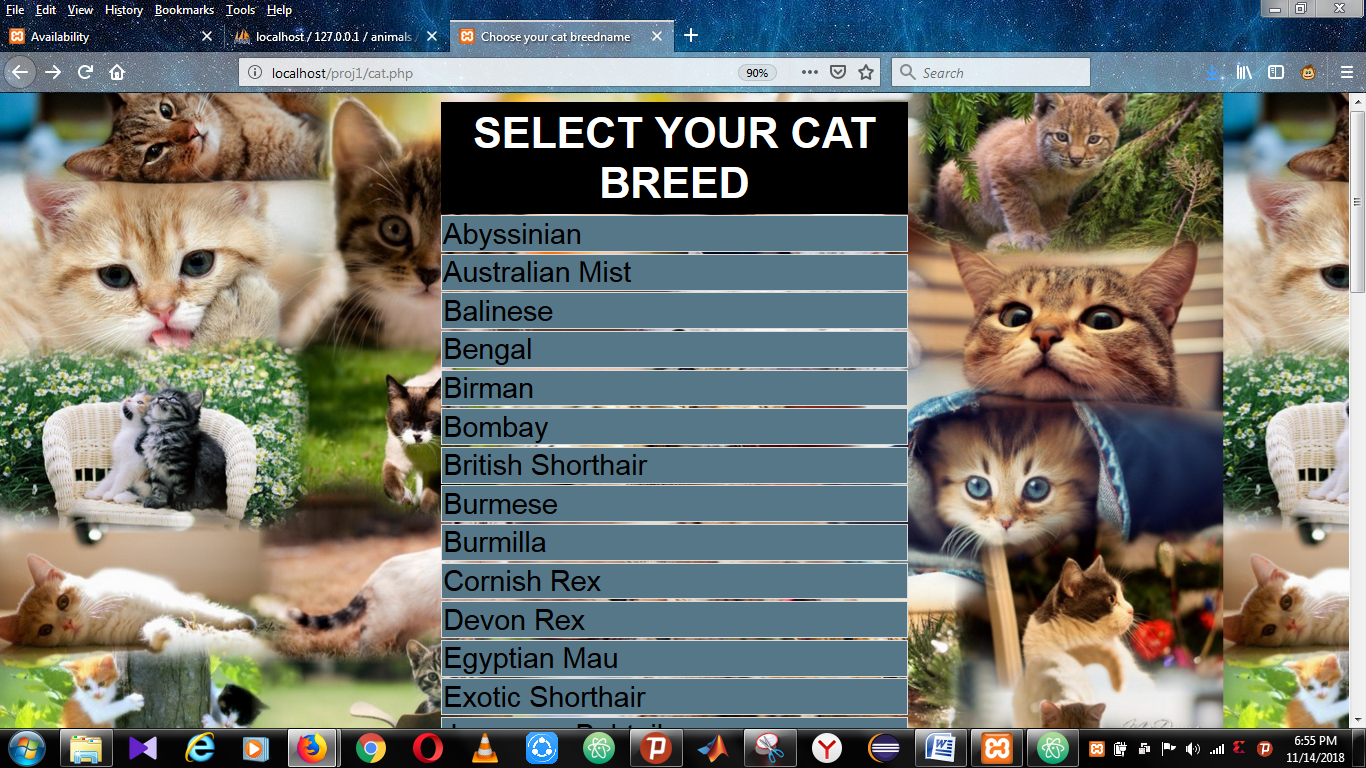 File Edit View History Bookmarks Tools Help
Availability
localhost / 127.0.0.1 / animals
Choose your cat breedname
localhost/proj1/cat.php
90%
Search
SELECT YOUR CAT
BREED
Abyssinian
Australian Mist
Balinese
Bengal
Birman
Bombay
British Shorthair
Burmese
Burmilla
Cornish Rex
Devon Rex
Egyptian Mau
Exotic Shorthair
6:55 PM
11/14/2018